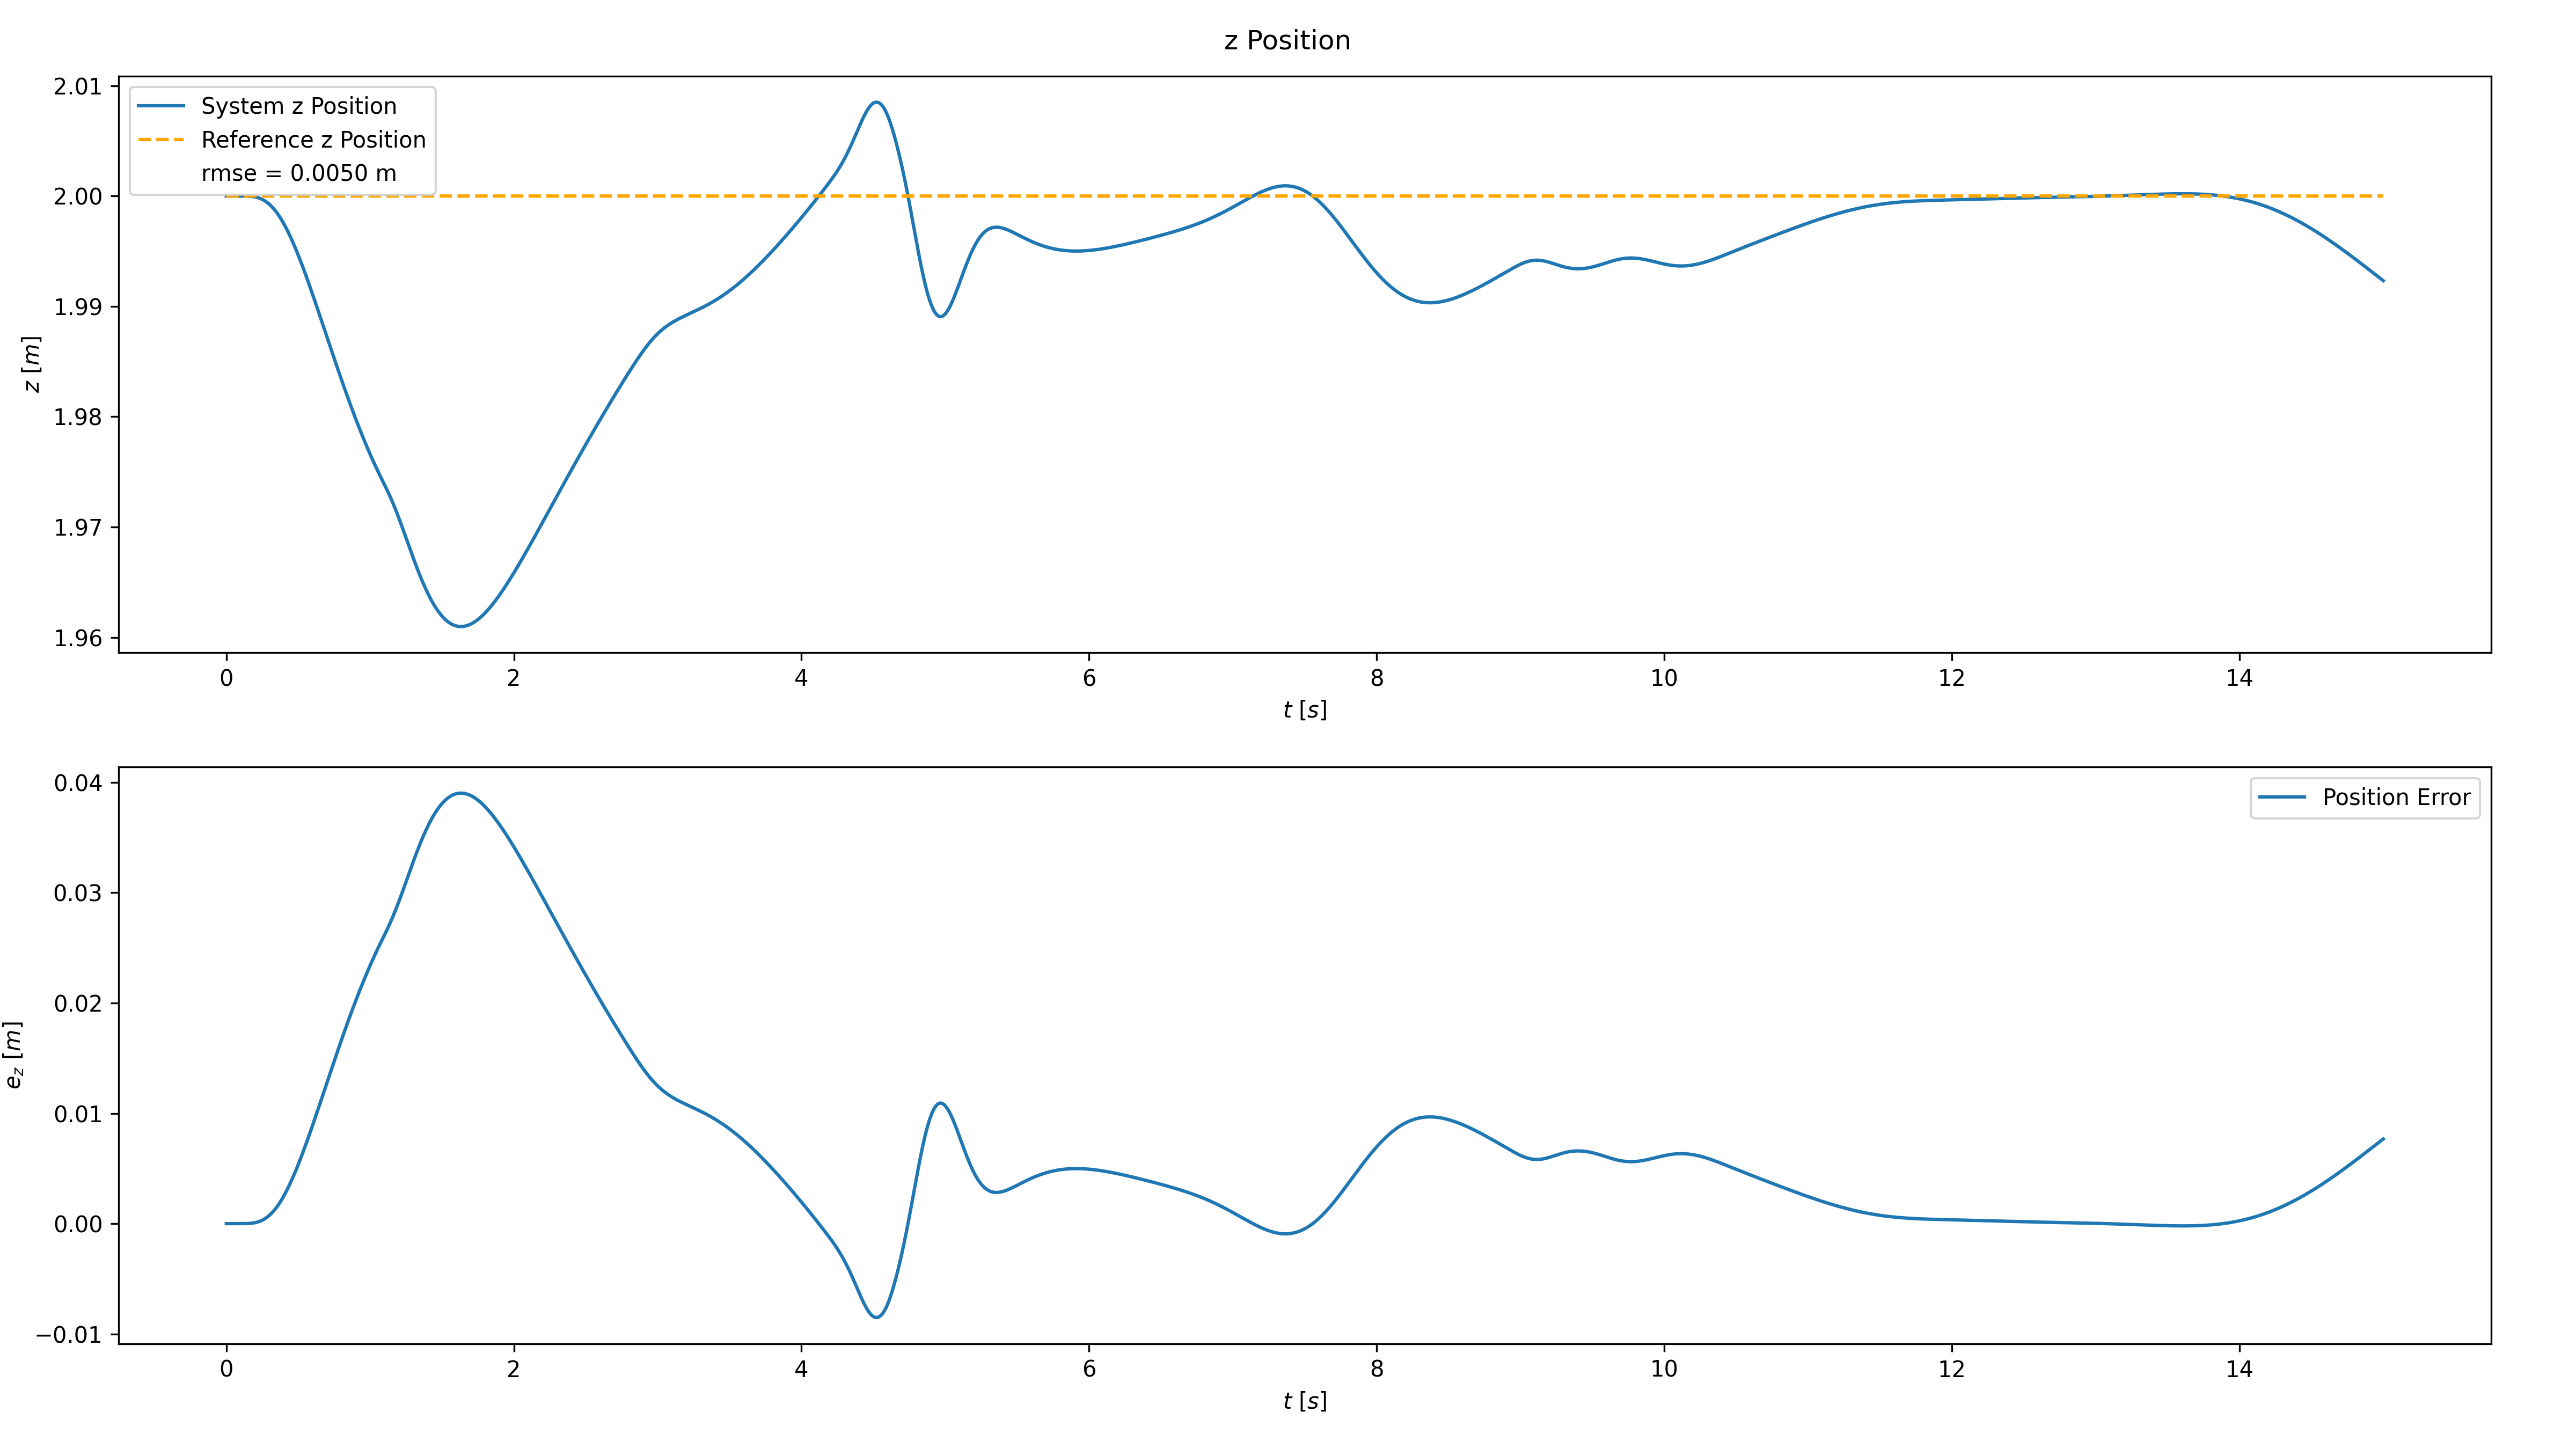 z Position
2.01
2.00
1.99
1.98
1.97
1.96
z [m]
System z Position
Reference z Position
rmse = 0.0050 m
0 2 4 6 8 10 12 14
t [s]
0.04
0.03
0.02
0.01
0.00
−0.01
e_z [m]
Position Error
0 2 4 6 8 10 12 14
t [s]